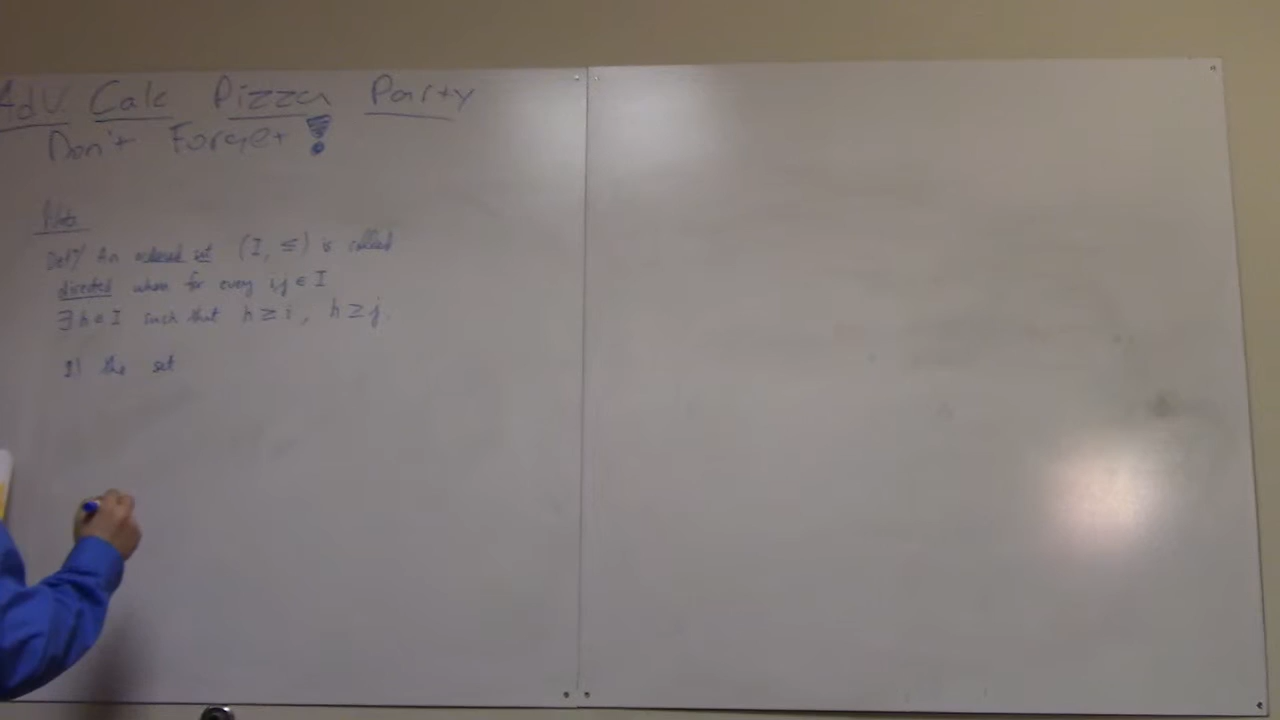 Adv. Calc Pizza Party
Don't Forget!
Nets
Def'/ An ordered set (I, ≤) is called
directed when for every i,j ∈ I
∃ h ∈ I such that h ≥ i, h ≥ j.
1) the set